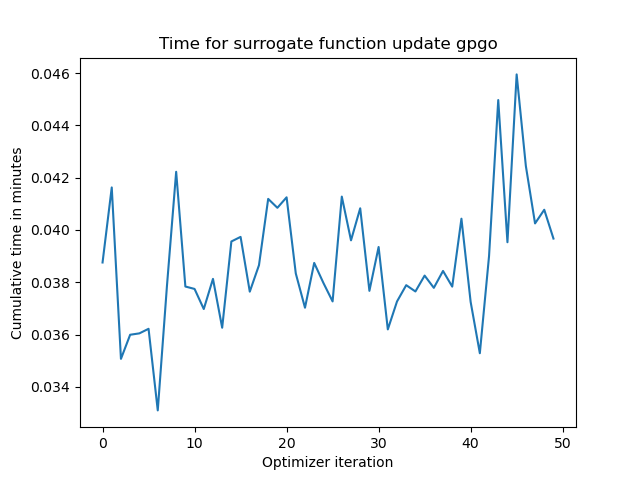 Time for surrogate function update gpgo
Cumulative time in minutes
0.046
0.044
0.042
0.040
0.038
0.036
0.034
0 10 20 30 40 50
Optimizer iteration